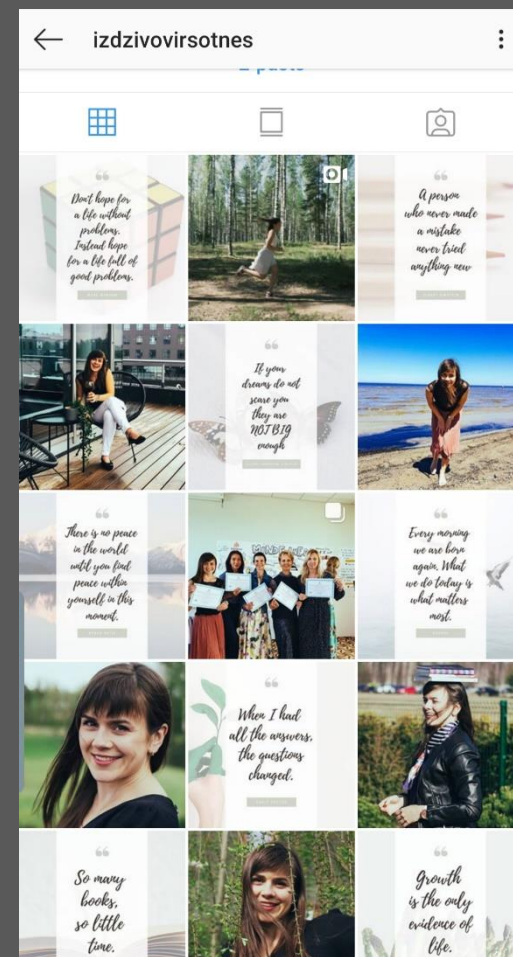 izdzivovirsotnes
“
Don't hope for
a life without
problems.
Instead hope
for a life full of
good problems.
“
A person
who never made
a mistake
never tried
anything new
“
If your
dreams do not
scare you
they are
NOT BIG
enough
“
There is no peace
in the world
until you find
peace within
yourself in this
moment.
“
Every morning
we are born
again. What
we do today is
what matters
most.
“
When I had
all the answers,
the questions
changed.
“
So many
books,
so little
time.
“
Growth
is the only
evidence of
life.